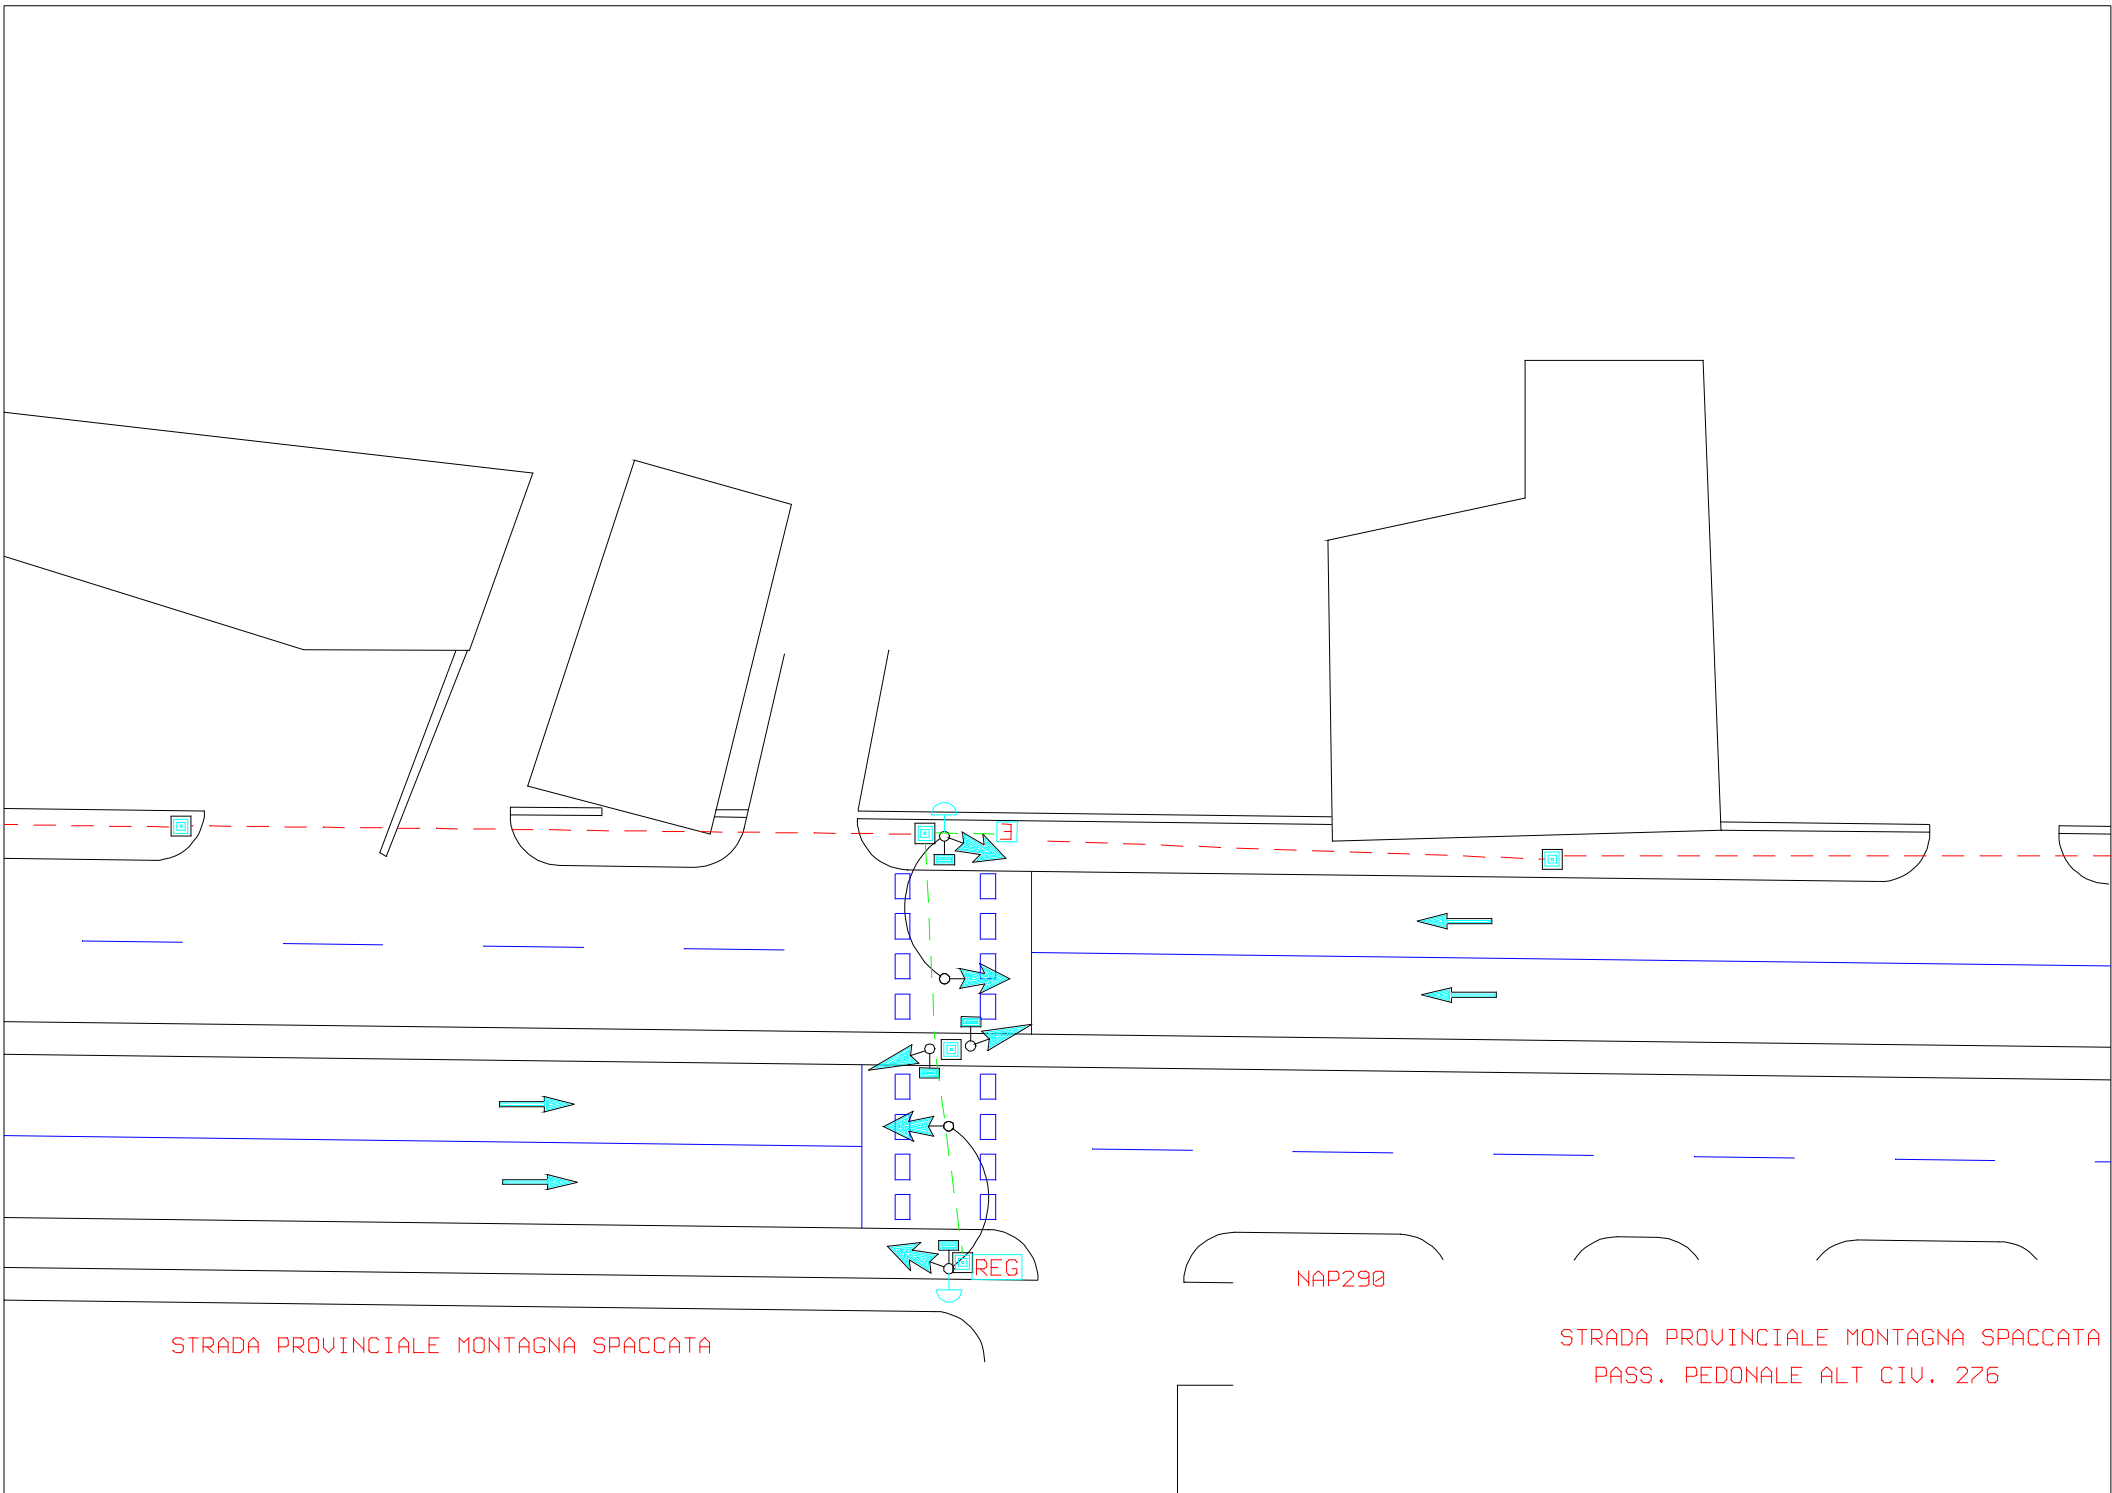 E
REG
NAP290
STRADA PROVINCIALE MONTAGNA SPACCATA
STRADA PROVINCIALE MONTAGNA SPACCATA
PASS. PEDONALE ALT CIV. 276